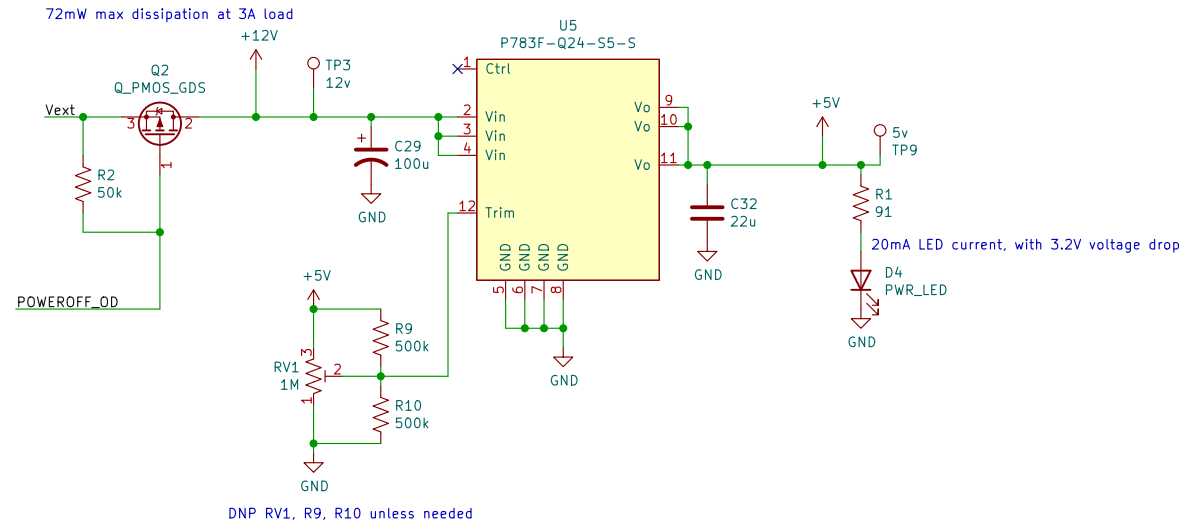 72mW max dissipation at 3A load
+12V
TP3
12v
Q2
Q_PMOS_GDS
Vext
3
2
1
R2
50k
POWEROFF_OD
C29
100u
GND
U5
P783F-Q24-S5-S
1
Ctrl
2
Vin
3
Vin
4
Vin
12
Trim
Vo
9
Vo
10
Vo
11
GND
GND
GND
GND
5
6
7
8
GND
+5V
5v
TP9
C32
22u
GND
R1
91
20mA LED current, with 3.2V voltage drop
D4
PWR_LED
GND
+5V
R9
500k
RV1
1M
3
2
1
R10
500k
GND
DNP RV1, R9, R10 unless needed